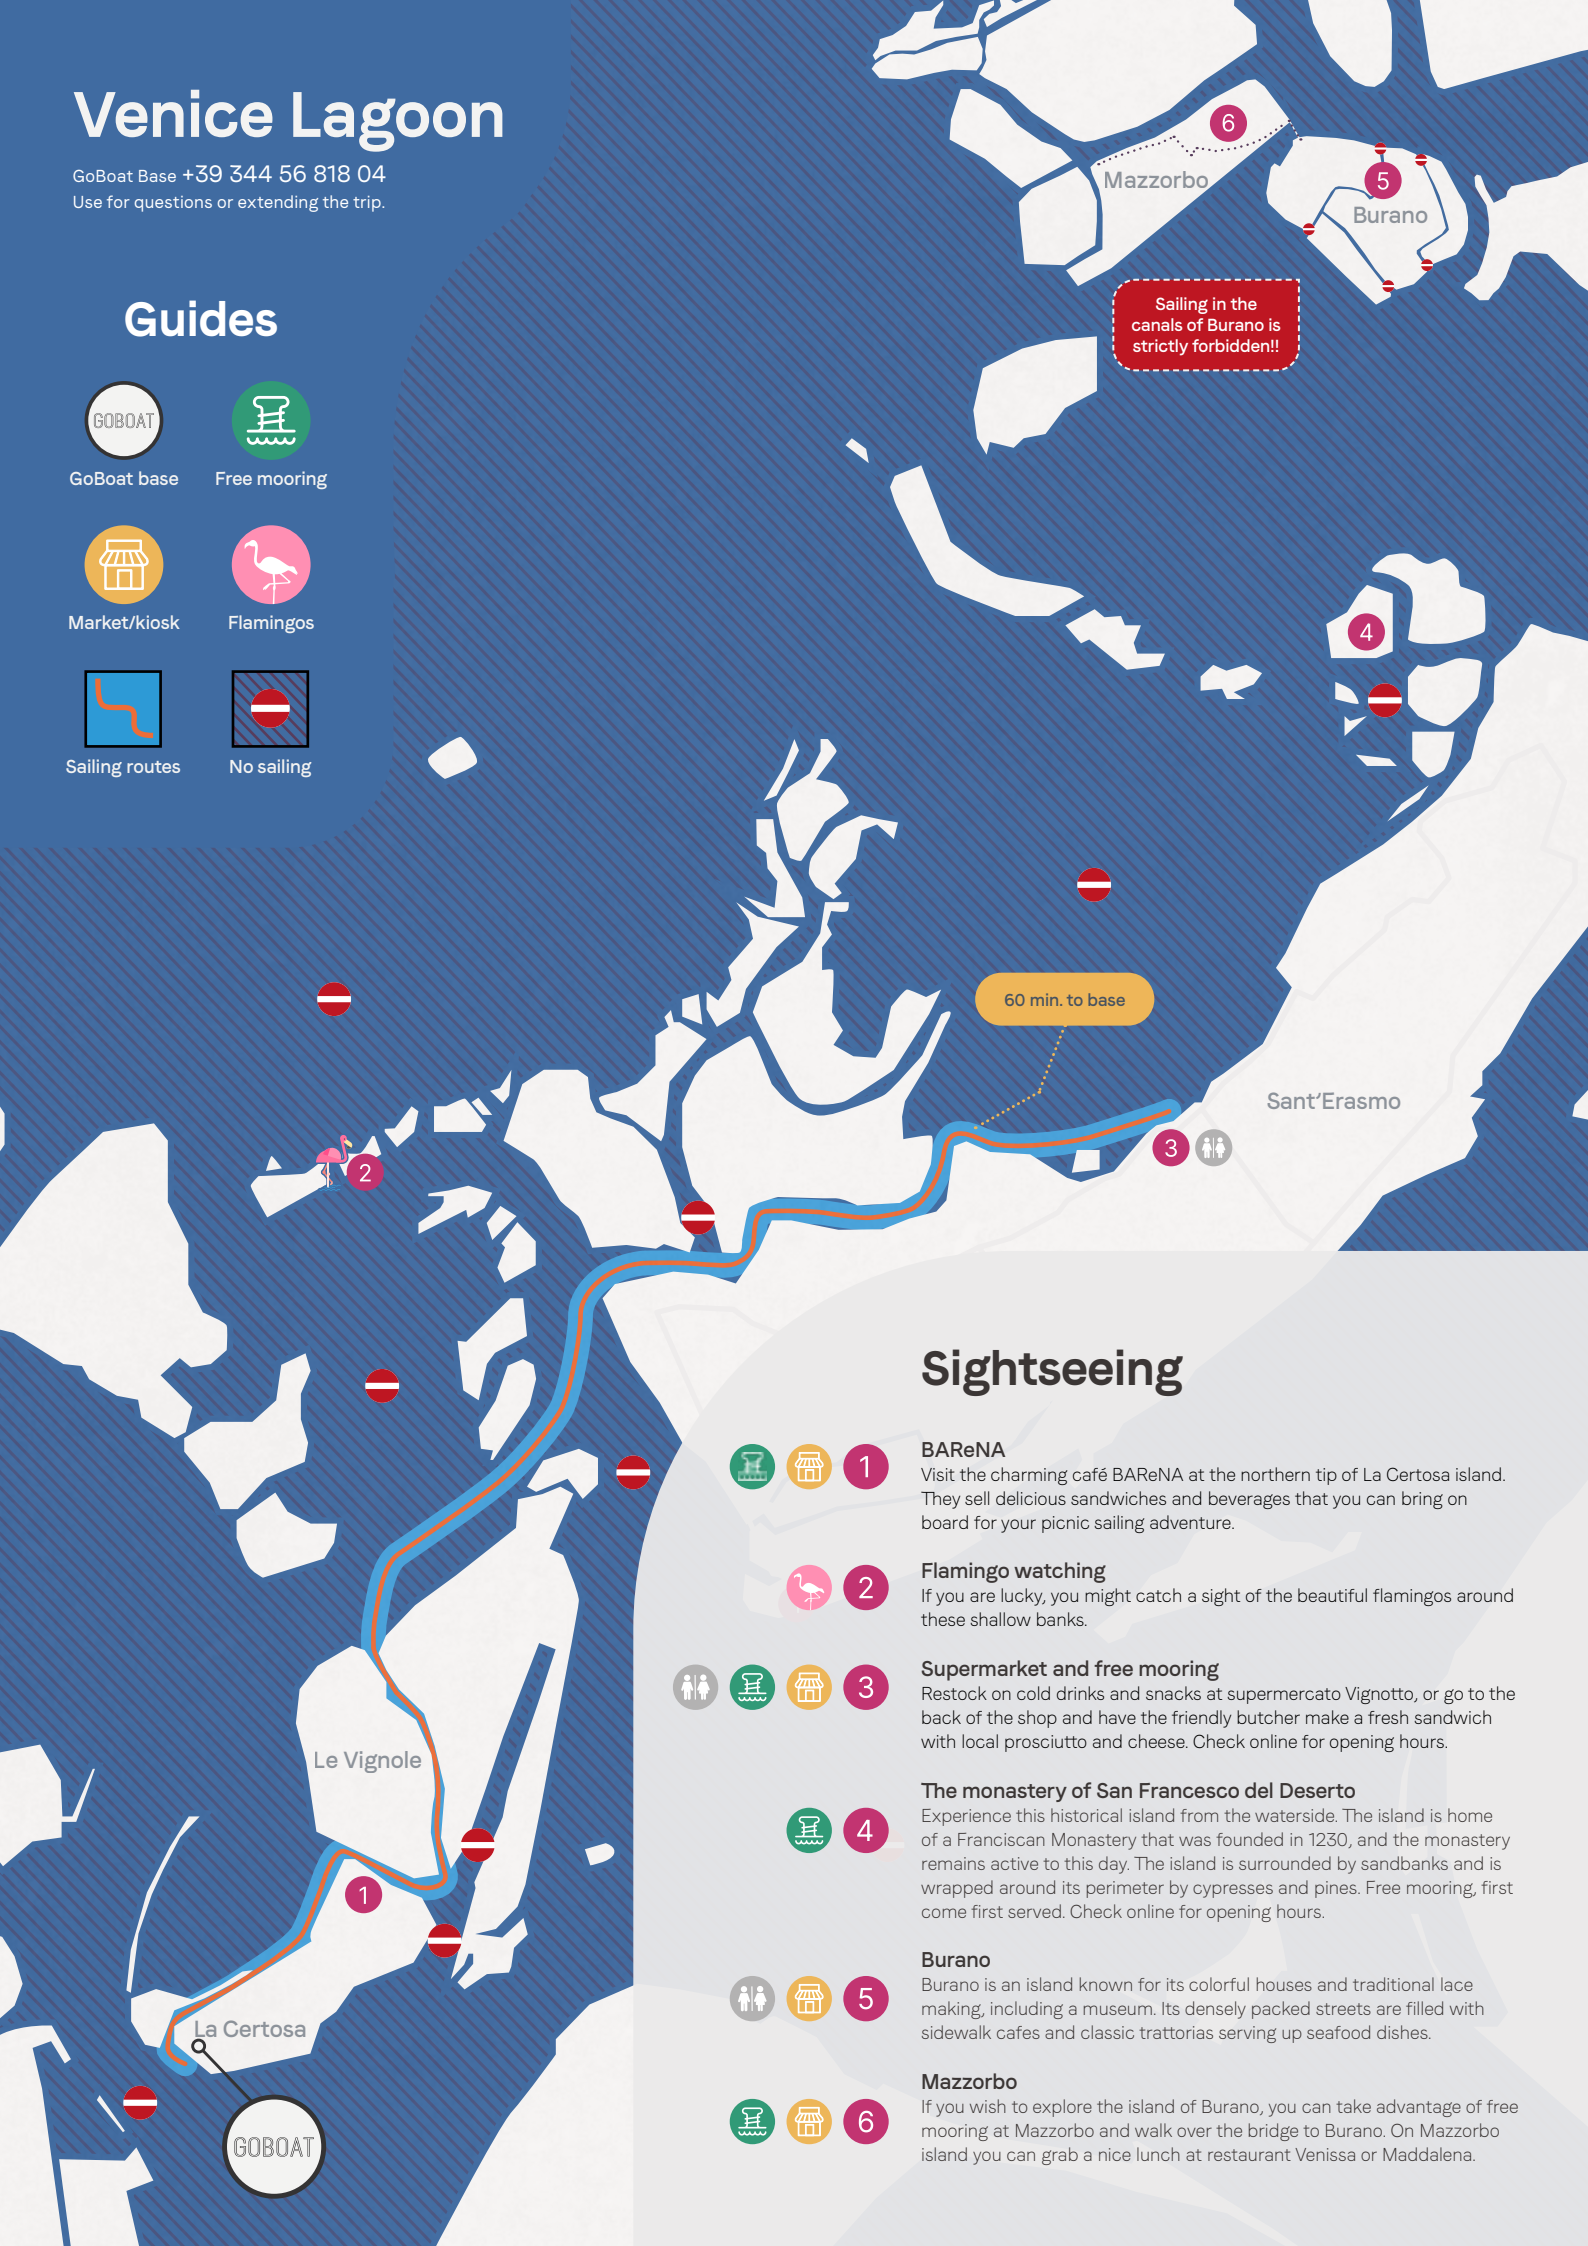 Venice Lagoon
GoBoat Base +39 344 56 818 04
Use for questions or extending the trip.
Guides
GOBOAT
GoBoat base
Free mooring
Market/kiosk
Flamingos
Sailing routes
No sailing
6
Mazzorbo
5
Burano
Sailing in the
canals of Burano is
strictly forbidden!!
4
60 min. to base
Sant'Erasmo
3
2
Le Vignole
1
La Certosa
GOBOAT
Sightseeing
1
BAReNA
Visit the charming café BAReNA at the northern tip of La Certosa island.
They sell delicious sandwiches and beverages that you can bring on
board for your picnic sailing adventure.
2
Flamingo watching
If you are lucky, you might catch a sight of the beautiful flamingos around
these shallow banks.
3
Supermarket and free mooring
Restock on cold drinks and snacks at supermercato Vignotto, or go to the
back of the shop and have the friendly butcher make a fresh sandwich
with local prosciutto and cheese. Check online for opening hours.
4
The monastery of San Francesco del Deserto
Experience this historical island from the waterside. The island is home
of a Franciscan Monastery that was founded in 1230, and the monastery
remains active to this day. The island is surrounded by sandbanks and is
wrapped around its perimeter by cypresses and pines. Free mooring, first
come first served. Check online for opening hours.
5
Burano
Burano is an island known for its colorful houses and traditional lace
making, including a museum. Its densely packed streets are filled with
sidewalk cafes and classic trattorias serving up seafood dishes.
6
Mazzorbo
If you wish to explore the island of Burano, you can take advantage of free
mooring at Mazzorbo and walk over the bridge to Burano. On Mazzorbo
island you can grab a nice lunch at restaurant Venissa or Maddalena.